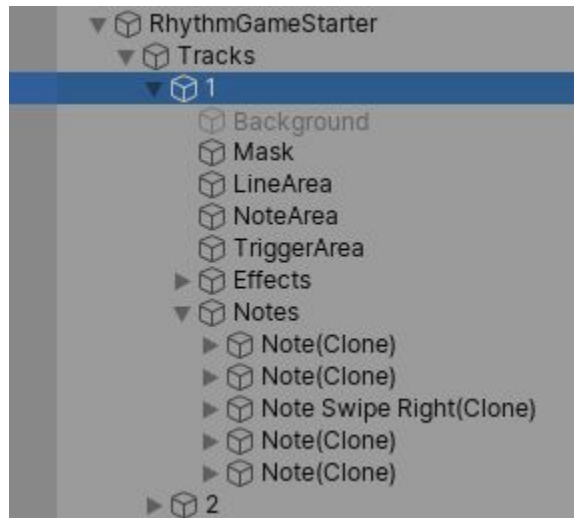 RhythmGameStarter
Tracks
1
Background
Mask
LineArea
NoteArea
TriggerArea
Effects
Notes
Note(Clone)
Note(Clone)
Note Swipe Right(Clone)
Note(Clone)
Note(Clone)
2